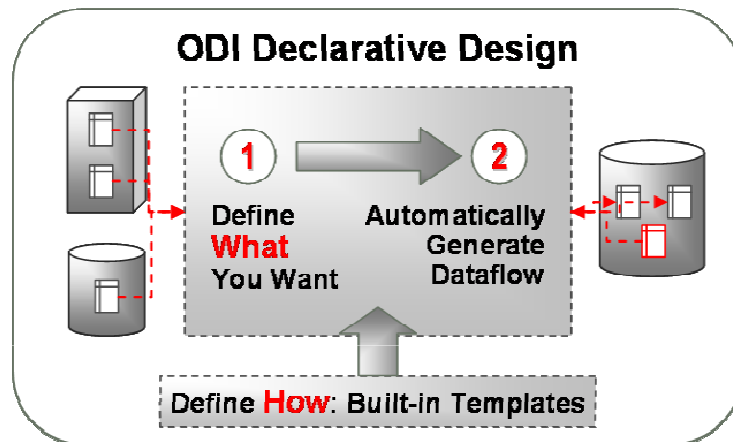 ODI Declarative Design
1
2
Define
What
You Want
Automatically
Generate
Dataflow
Define How: Built-in Templates